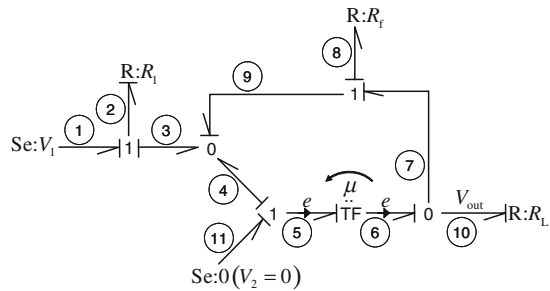 R:R_f
8
9
1
R:R_1
2
1
3
Se:V_1
1
0
7
4
μ
e
e
V_out
1
TF
0
R:R_L
5
6
10
11
Se:0(V_2 = 0)